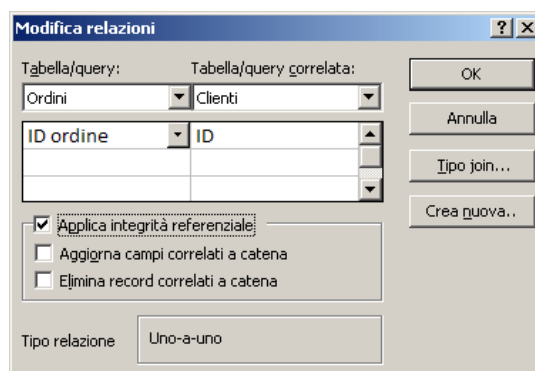 Modifica relazioni
Tabella/query: Tabella/query correlata:
Ordini Clienti
ID ordine ID
Applica integrità referenziale
Aggiorna campi correlati a catena
Elimina record correlati a catena
Tipo relazione Uno-a-uno
OK
Annulla
Tipo join...
Crea nuova..